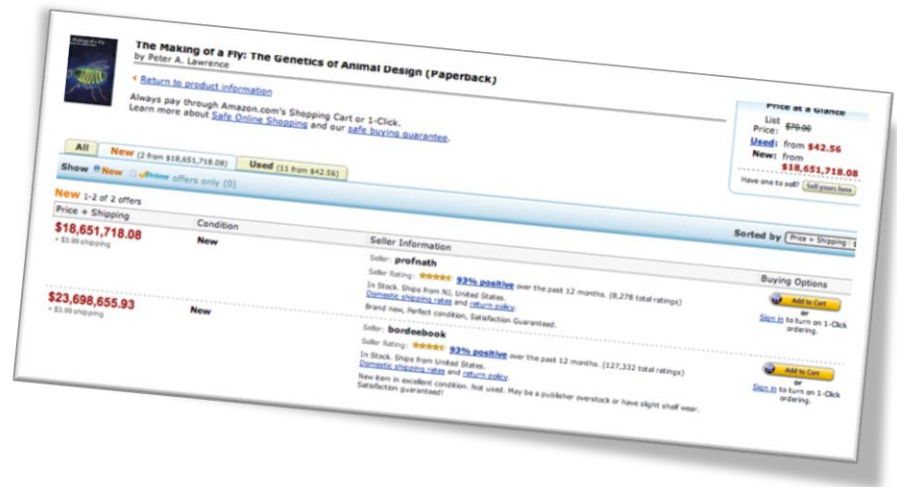 The Making of a Fly: The Genetics of Animal Design (Paperback)
by Peter A. Lawrence
Return to product information
Always pay through Amazon.com's Shopping Cart or 1-Click.
Learn more about Safe Online Shopping and our safe buying guarantee.
Price at a Glance
List Price: $70.00
Used: from $42.56
New: from $18,651,718.08
Have one to sell? Sell yours here
All
New (2 from $18,651,718.08)
Used (11 from $42.56)
Show New Prime offers only (0)
Sorted by Price + Shipping
New 1-2 of 2 offers
Price + Shipping
Condition
Seller Information
Buying Options
$18,651,718.08
+ $3.99 shipping
New
Seller: profnath
Seller Rating: 93% positive over the past 12 months. (8,278 total ratings)
In Stock. Ships from NJ, United States.
Domestic shipping rates and return policy.
Brand new, Perfect condition, Satisfaction Guaranteed.
Add to Cart
or
Sign in to turn on 1-Click
ordering.
$23,698,655.93
+ $3.99 shipping
New
Seller: bordeebook
Seller Rating: 93% positive over the past 12 months. (127,332 total ratings)
In Stock. Ships from United States.
Domestic shipping rates and return policy.
New item in excellent condition. Not used. May be a publisher overstock or have slight shelf wear.
Satisfaction guaranteed!
Add to Cart
or
Sign in to turn on 1-Click
ordering.